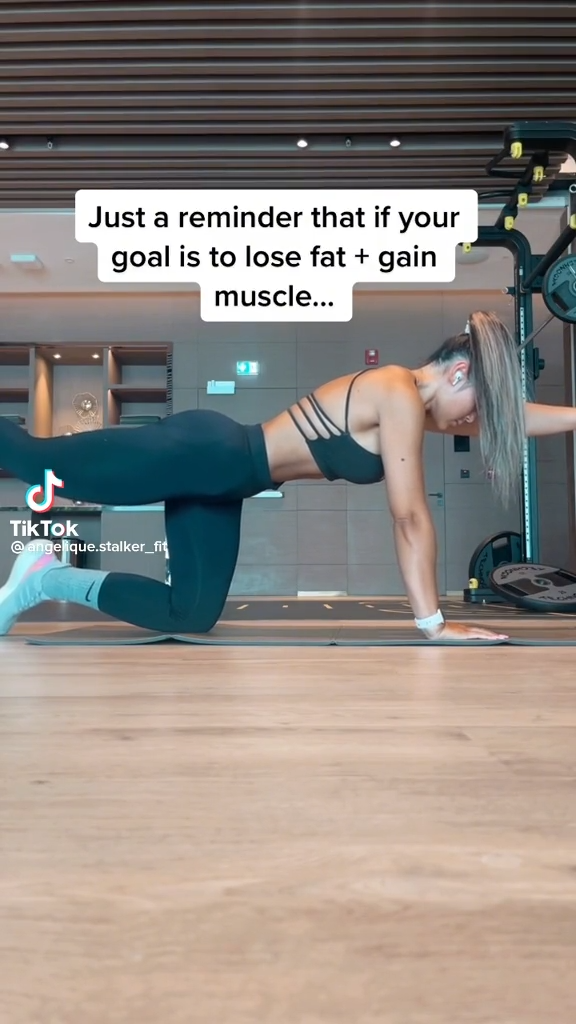 Just a reminder that if your
goal is to lose fat + gain
muscle...
TikTok
@angelique.stalker_fit